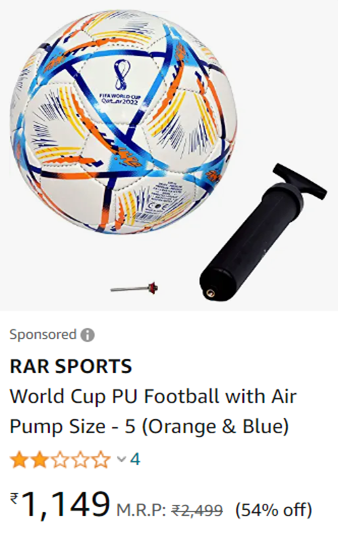 FIFA WORLD CUP
Qatar2022
Sponsored
RAR SPORTS
World Cup PU Football with Air
Pump Size - 5 (Orange & Blue)
4
₹1,149 M.R.P: ₹2,499 (54% off)